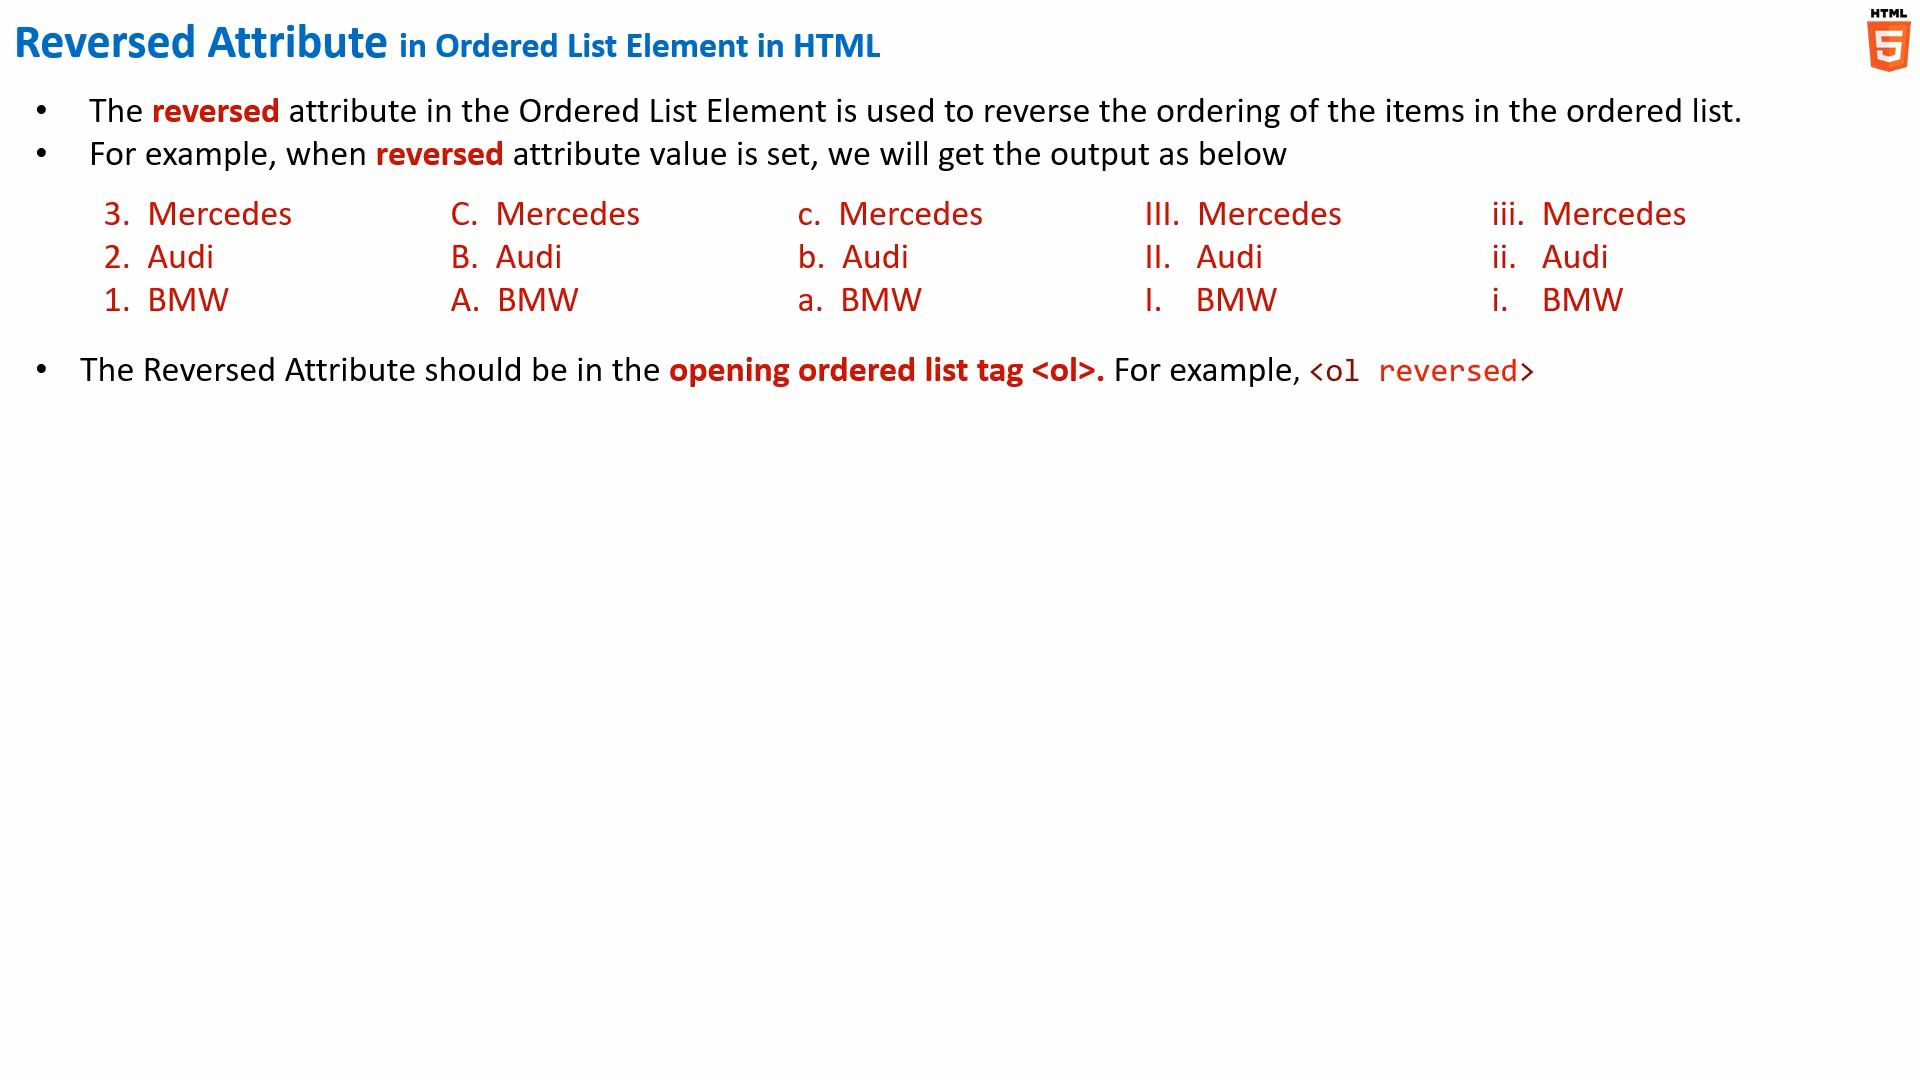 HTML
Reversed Attribute in Ordered List Element in HTML
• The reversed attribute in the Ordered List Element is used to reverse the ordering of the items in the ordered list.
• For example, when reversed attribute value is set, we will get the output as below
3. Mercedes C. Mercedes c. Mercedes III. Mercedes iii. Mercedes
2. Audi B. Audi b. Audi II. Audi ii. Audi
1. BMW A. BMW a. BMW I. BMW i. BMW
• The Reversed Attribute should be in the opening ordered list tag <ol>. For example, <ol reversed>